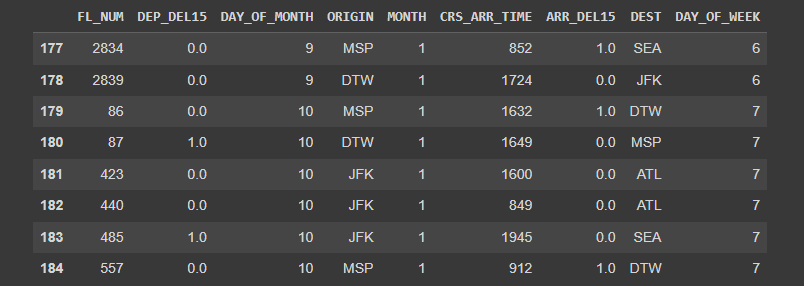 FL_NUM DEP_DEL15 DAY_OF_MONTH ORIGIN MONTH CRS_ARR_TIME ARR_DEL15 DEST DAY_OF_WEEK
177 2834 0.0 9 MSP 1 852 1.0 SEA 6
178 2839 0.0 9 DTW 1 1724 0.0 JFK 6
179 86 0.0 10 MSP 1 1632 1.0 DTW 7
180 87 1.0 10 DTW 1 1649 0.0 MSP 7
181 423 0.0 10 JFK 1 1600 0.0 ATL 7
182 440 0.0 10 JFK 1 849 0.0 ATL 7
183 485 1.0 10 JFK 1 1945 0.0 SEA 7
184 557 0.0 10 MSP 1 912 1.0 DTW 7